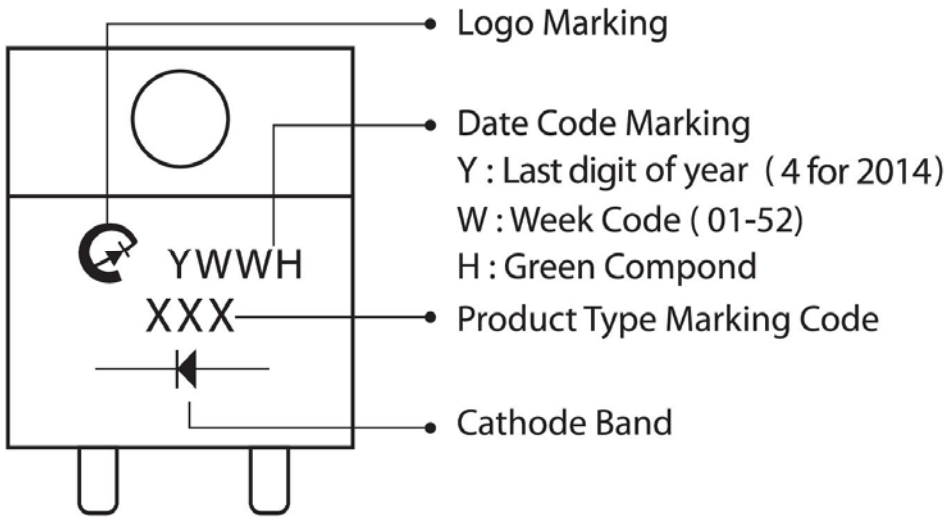 Logo Marking
Date Code Marking
Y : Last digit of year ( 4 for 2014)
W : Week Code ( 01-52)
H : Green Compond
YWWH
XXX
Product Type Marking Code
Cathode Band